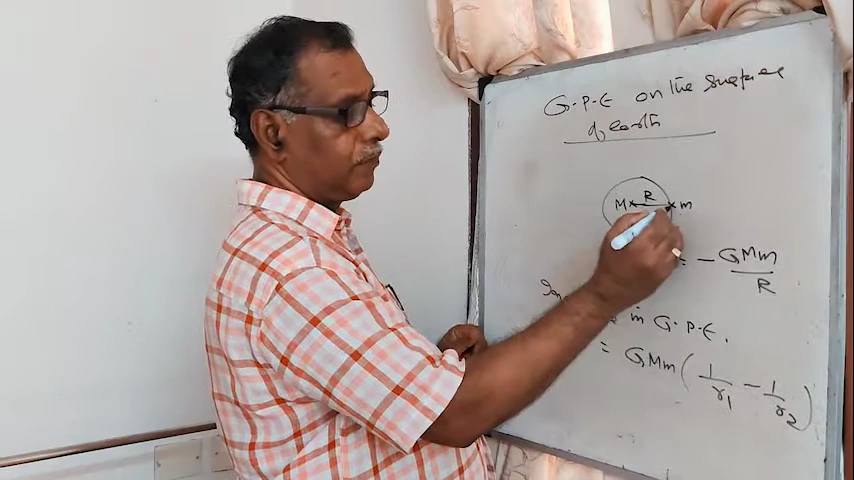 G.P.E on the surface
of earth
M R m
= - GMm
R
in G.P.E.
= GMm ( 1/r1 - 1/r2 )